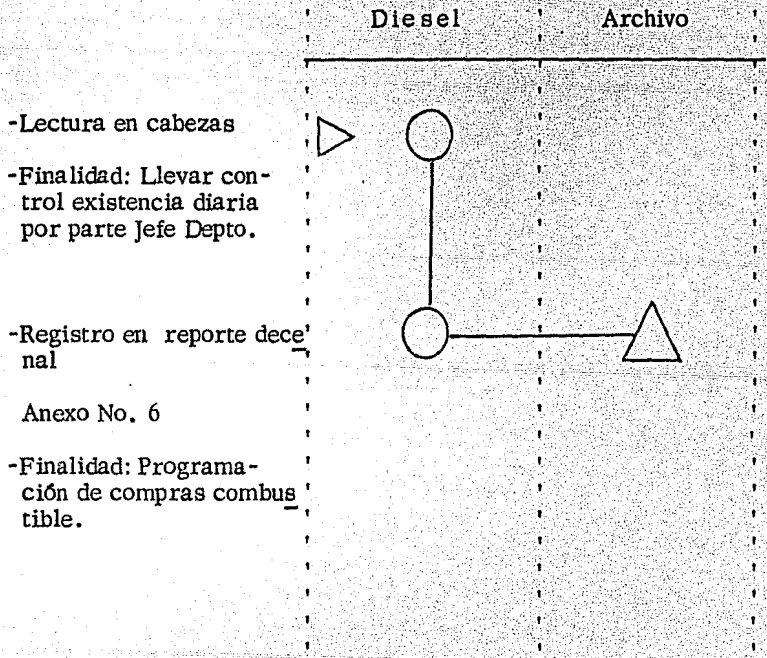 Diesel Archivo
-Lectura en cabezas
-Finalidad: Llevar con-
trol existencia diaria
por parte Jefe Depto.
-Registro en reporte dece
nal
Anexo No. 6
-Finalidad: Programa-
ción de compras combus
tible.